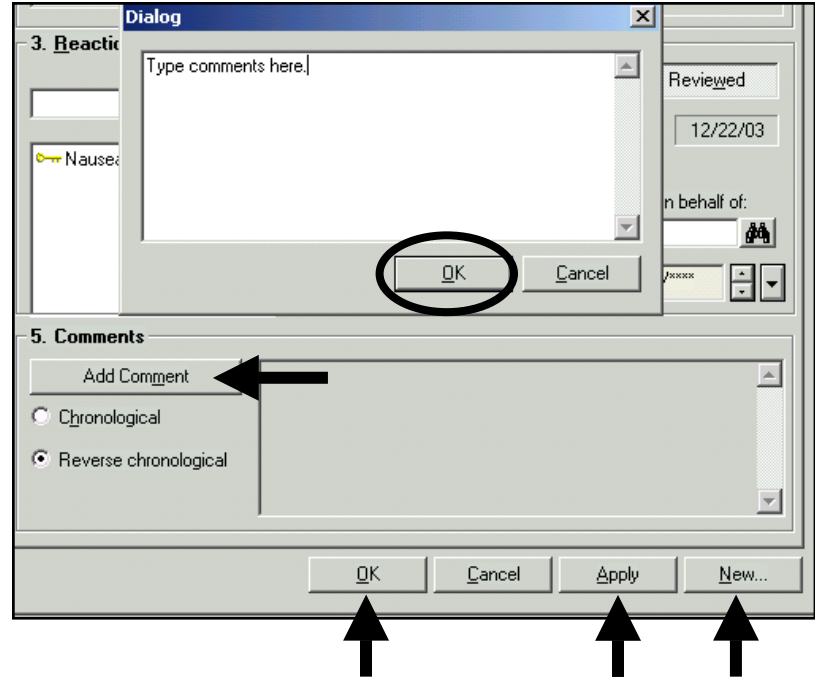 Dialog
Type comments here.
OK
Cancel
3. Reactio
Nausea
Reviewed
12/22/03
n behalf of:
/****
5. Comments
Add Comment
Chronological
Reverse chronological
OK
Cancel
Apply
New...